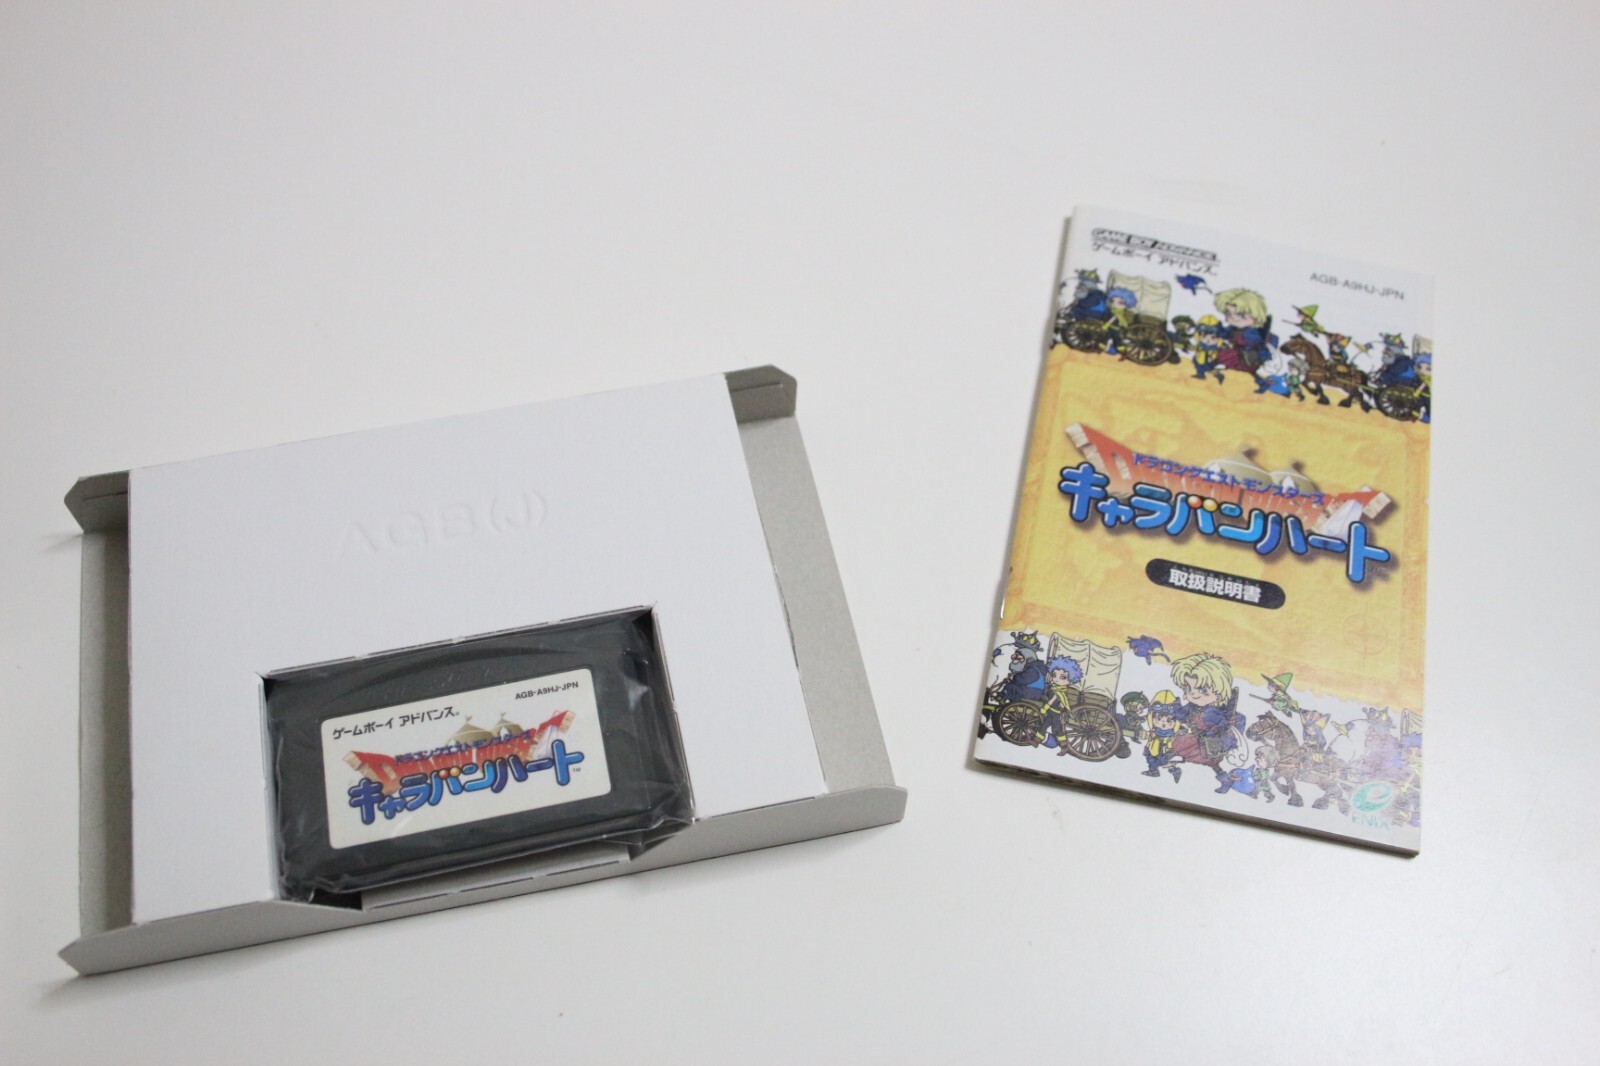 AGB(J)
AGB-A9HJ-JPN
ゲームボーイ アドバンス
ドラゴンクエストモンスターズ
キャラバンハート™
GAME BOY ADVANCE
ゲームボーイ アドバンス
AGB-A9HJ-JPN
ドラゴンクエストモンスターズ
キャラバンハート
取扱説明書
ENIX